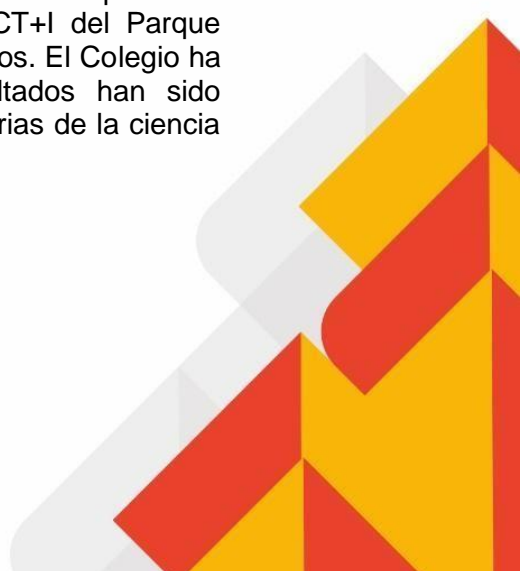 CT+I del Parque
os. El Colegio ha
ltados han sido
rias de la ciencia